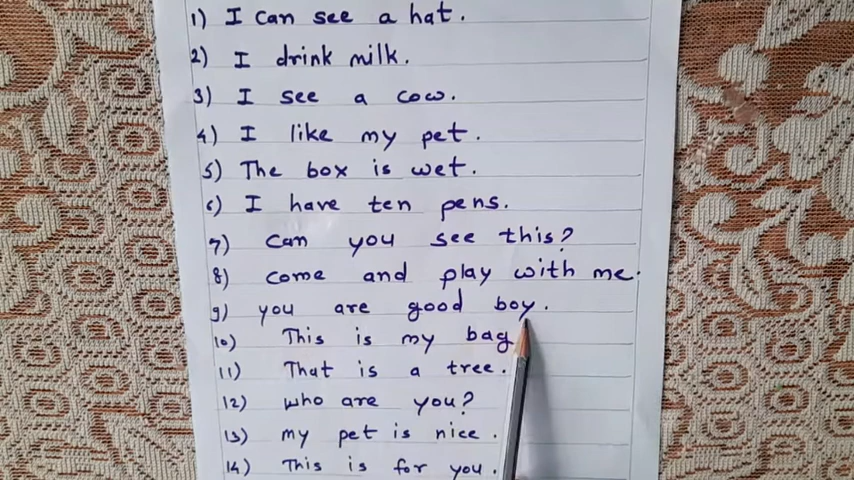 1) I Can see a hat.
2) I drink milk.
3) I see a cow.
4) I like my pet.
5) The box is wet.
6) I have ten pens.
7) Can you see this?
8) come and play with me.
9) you are good boy.
10) This is my bag
11) That is a tree.
12) who are you?
13) my pet is nice.
14) This is for you.